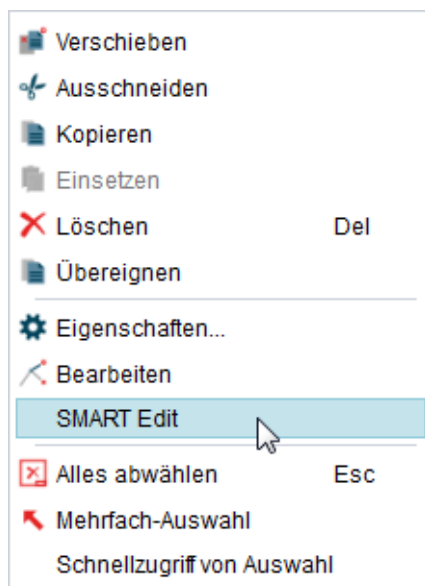 Verschieben
Ausschneiden
Kopieren
Einsetzen
Löschen Del
Übereignen
Eigenschaften...
Bearbeiten
SMART Edit
Alles abwählen Esc
Mehrfach-Auswahl
Schnellzugriff von Auswahl